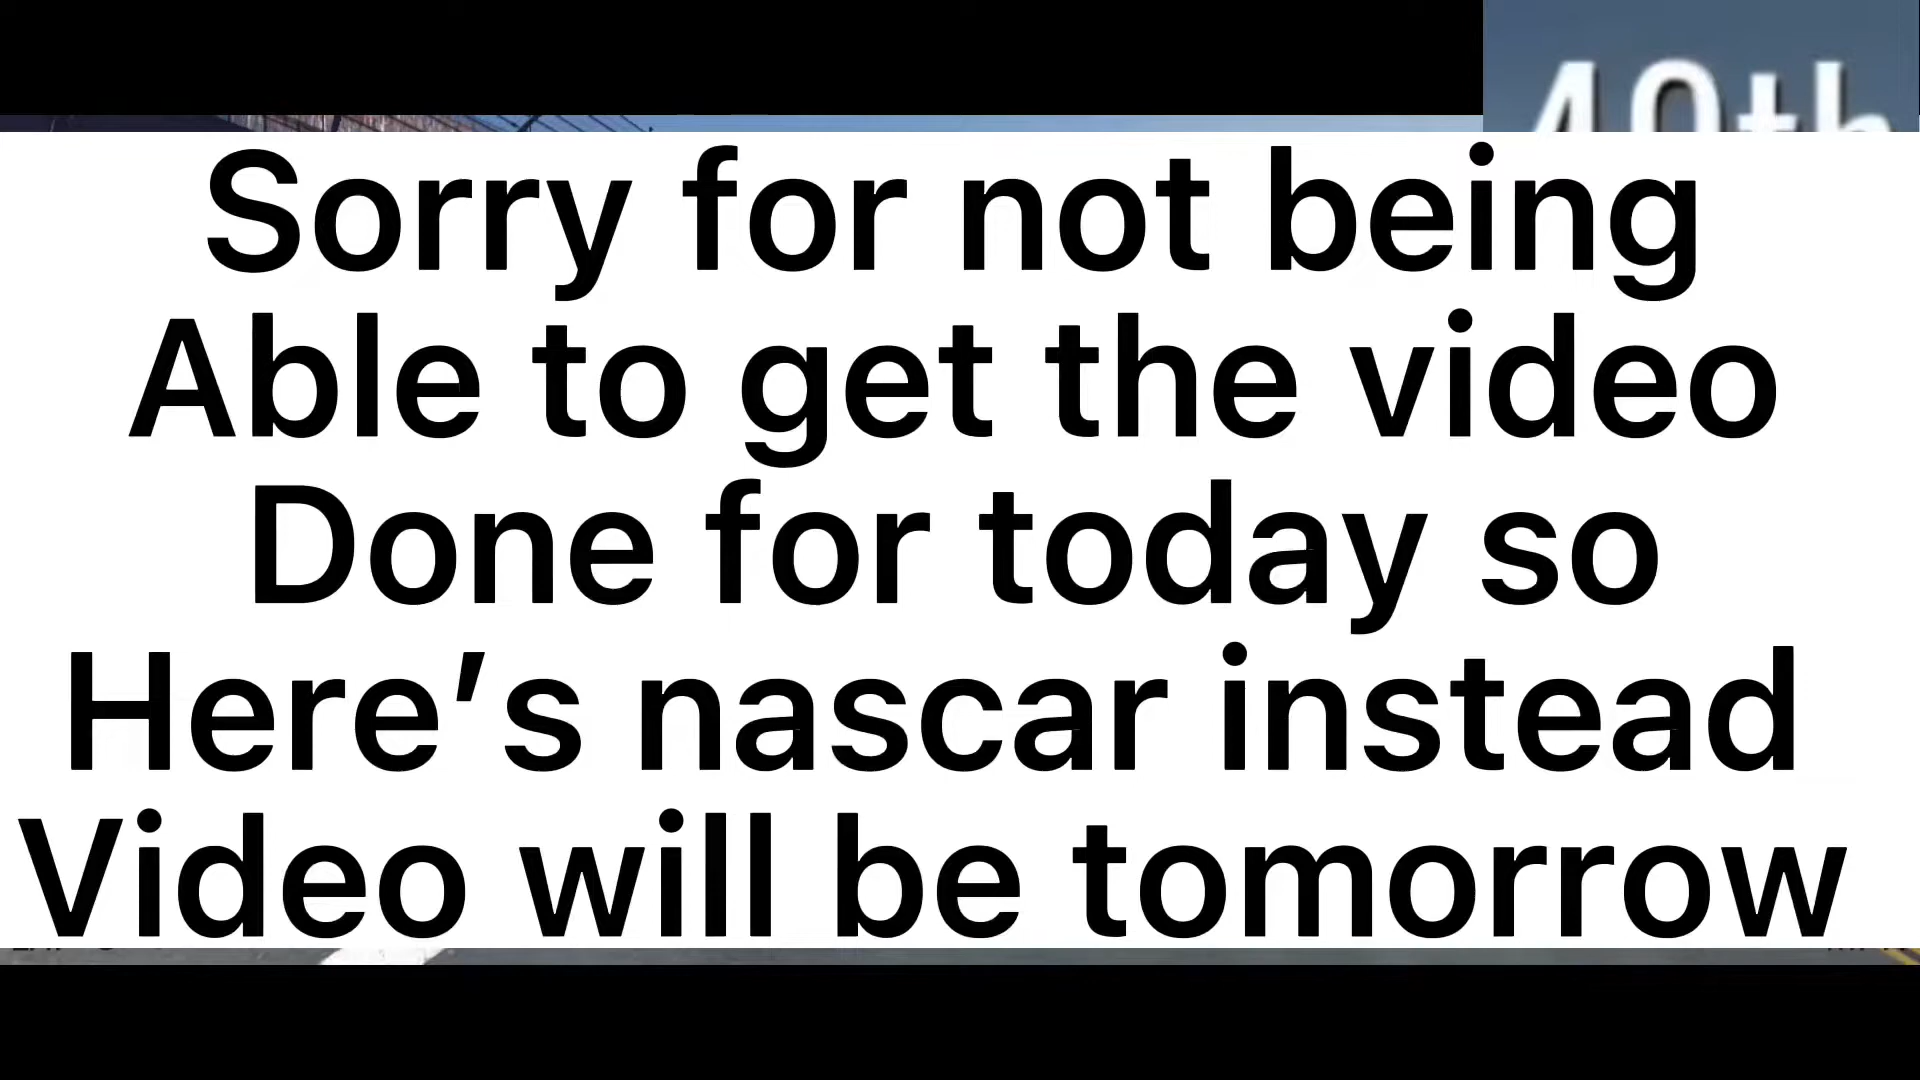 40th
Sorry for not being
Able to get the video
Done for today so
Here’s nascar instead
Video will be tomorrow